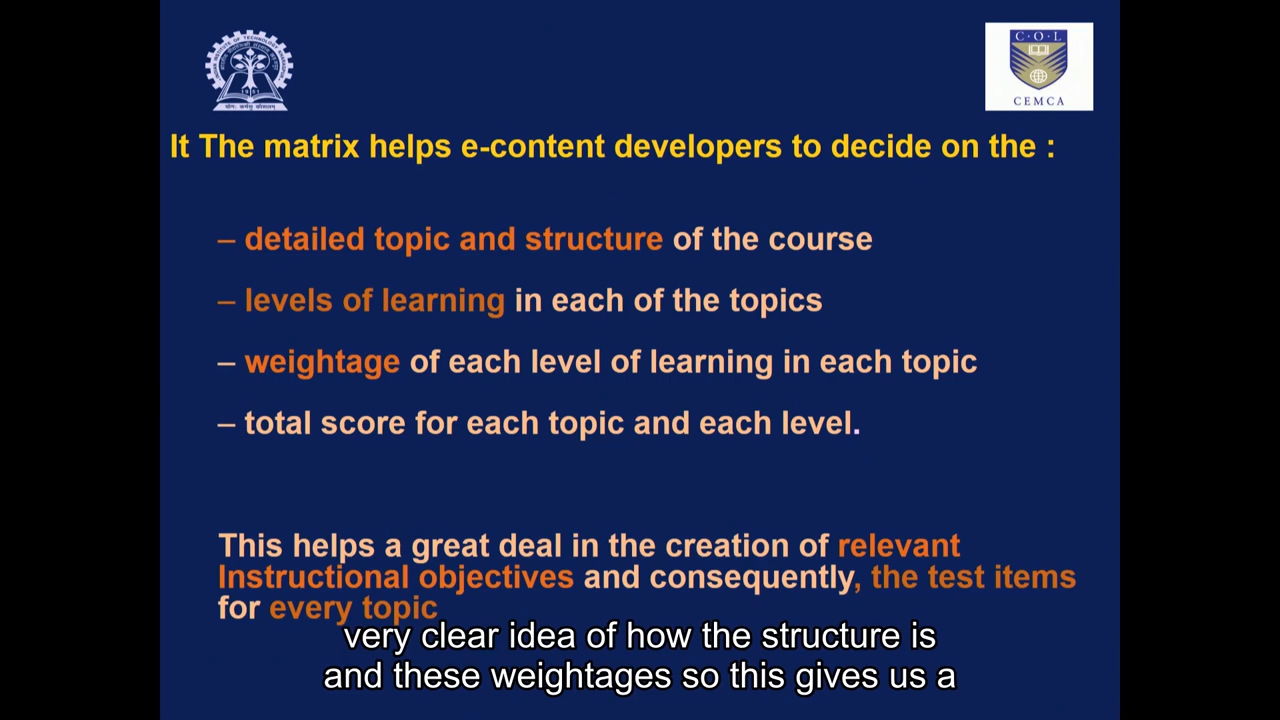 C·O·L
CEMCA
It The matrix helps e-content developers to decide on the :
– detailed topic and structure of the course
– levels of learning in each of the topics
– weightage of each level of learning in each topic
– total score for each topic and each level.
This helps a great deal in the creation of relevant
Instructional objectives and consequently, the test items
for every topic
very clear idea of how the structure is
and these weightages so this gives us a